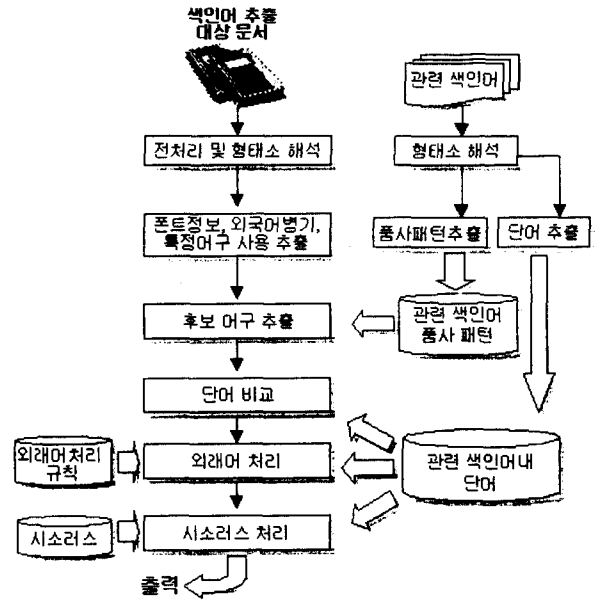 색인어 추출
대상 문서
관련 색인어
전처리 및 형태소 해석
형태소 해석
폰트정보, 외국어병기,
특정어구 사용 추출
품사패턴추출
단어 추출
후보 어구 추출
관련 색인어
품사 패턴
단어 비교
외래어처리
규칙
외래어 처리
관련 색인어내
단어
시소러스
시소러스 처리
출력